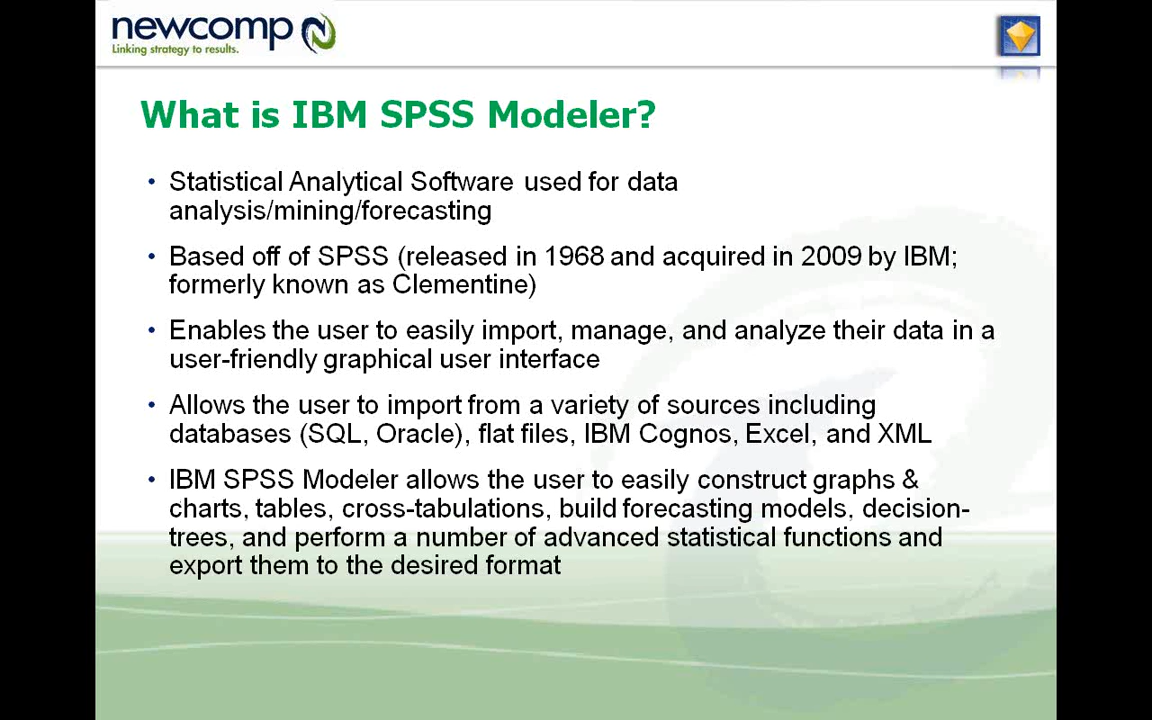 newcomp
Linking strategy to results.
What is IBM SPSS Modeler?
• Statistical Analytical Software used for data
analysis/mining/forecasting
• Based off of SPSS (released in 1968 and acquired in 2009 by IBM;
formerly known as Clementine)
• Enables the user to easily import, manage, and analyze their data in a
user-friendly graphical user interface
• Allows the user to import from a variety of sources including
databases (SQL, Oracle), flat files, IBM Cognos, Excel, and XML
• IBM SPSS Modeler allows the user to easily construct graphs &
charts, tables, cross-tabulations, build forecasting models, decision-
trees, and perform a number of advanced statistical functions and
export them to the desired format